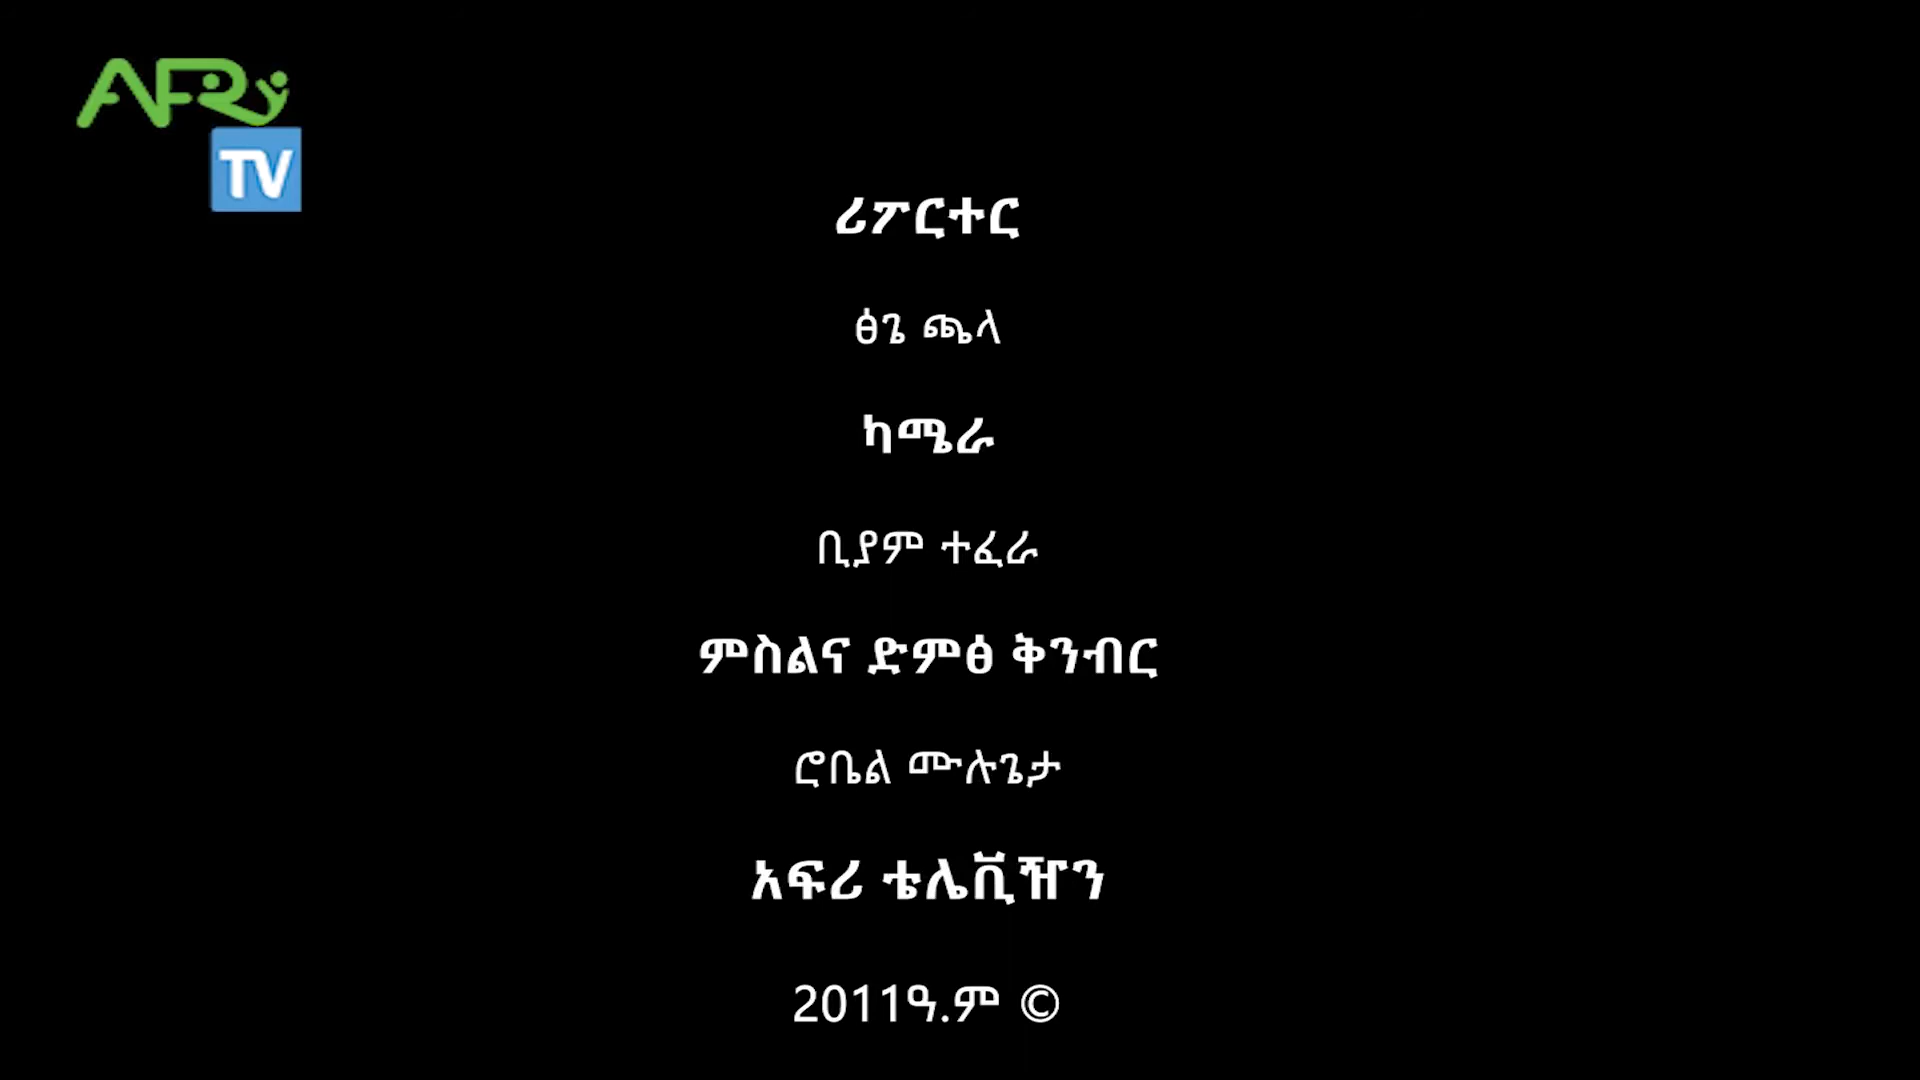 AFRi
TV
ሪፖርተር
ፅጌ ጫላ
ካሜራ
ቢያም ተፈራ
ምስልና ድምፅ ቅንብር
ሮቤል ሙሉጌታ
አፍሪ ቴሌቪዥን
2011ዓ.ም ©